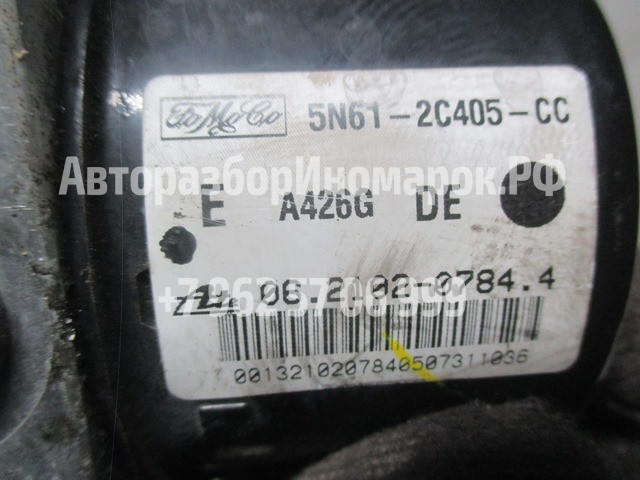 FoMoCo 5N61-2C405-CC
АвторазборИномарок.РФ
E A426G DE
06.2102-0784.4
0013210207840507311036